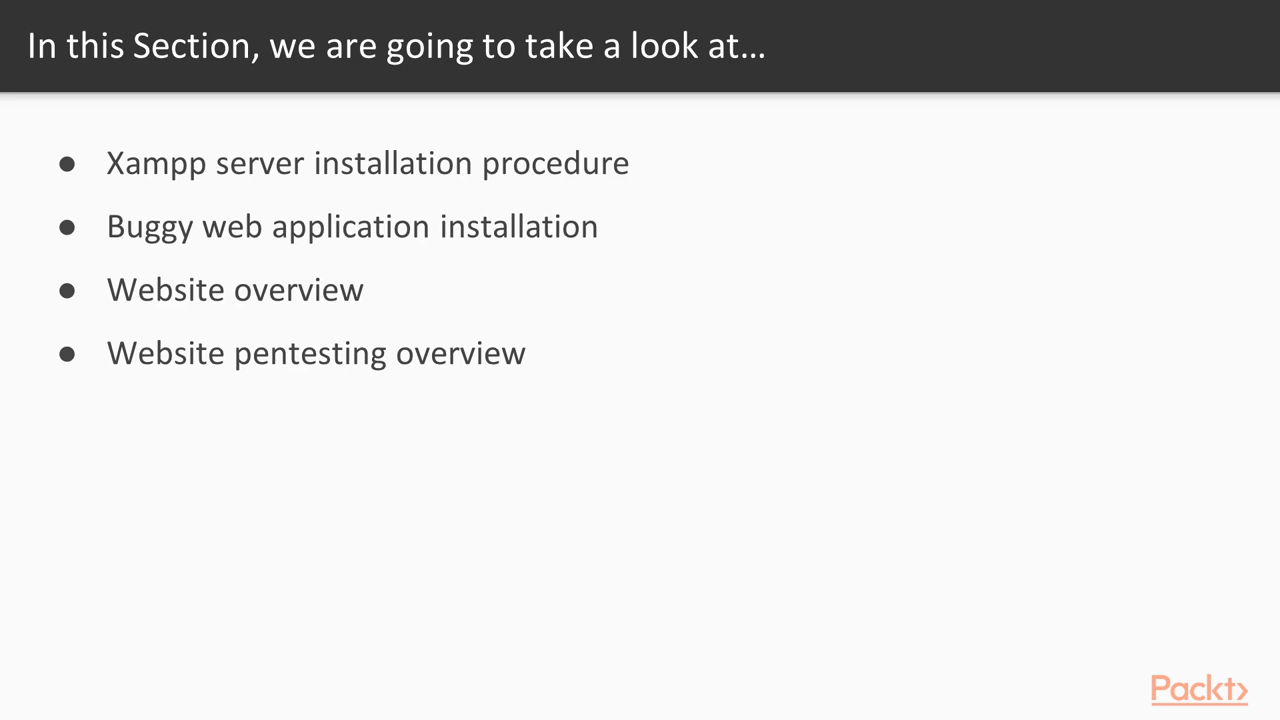 In this Section, we are going to take a look at...
● Xampp server installation procedure
● Buggy web application installation
● Website overview
● Website pentesting overview
Packt>